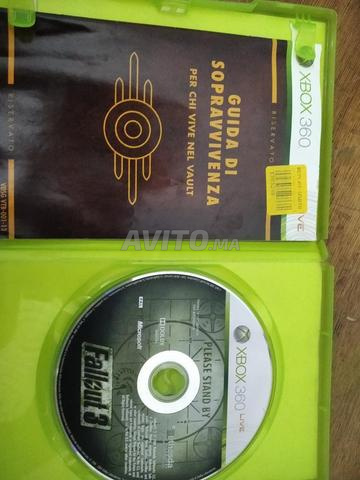 XBOX 360
LIVE
RISERVATO
GUIDA DI
SOPRAVVIVENZA
PER CHI VIVE NEL VAULT
RISERVATO
AVITO.ma
XBOX 360 LIVE
PLEASE STAND BY
DOLBY
Microsoft
Fallout 3